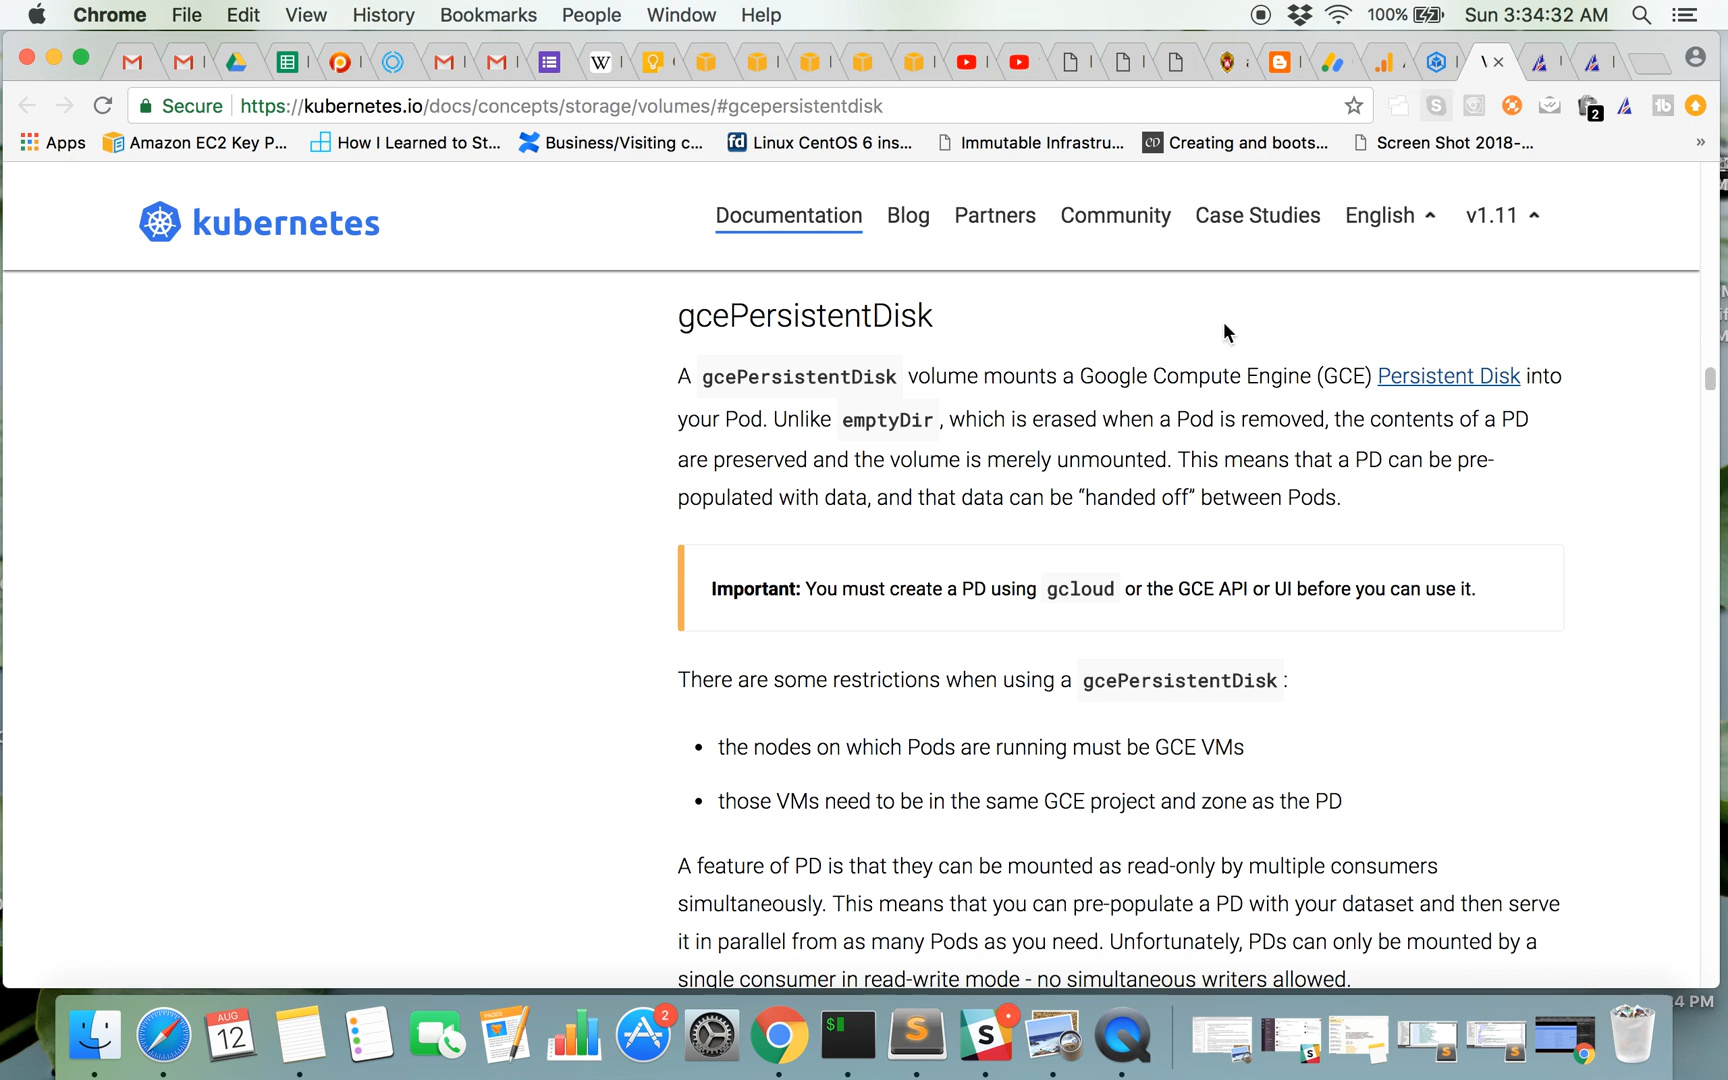 Chrome File Edit View History Bookmarks People Window Help 100% Sun 3:34:32 AM
Secure https://kubernetes.io/docs/concepts/storage/volumes/#gcepersistentdisk 2
Apps Amazon EC2 Key P... How I Learned to St... Business/Visiting c... fd Linux CentOS 6 ins... Immutable Infrastru... CD Creating and boots... Screen Shot 2018-... »
kubernetes Documentation Blog Partners Community Case Studies English v1.11
gcePersistentDisk
A gcePersistentDisk volume mounts a Google Compute Engine (GCE) Persistent Disk into
your Pod. Unlike emptyDir, which is erased when a Pod is removed, the contents of a PD
are preserved and the volume is merely unmounted. This means that a PD can be pre-
populated with data, and that data can be “handed off” between Pods.
Important: You must create a PD using gcloud or the GCE API or UI before you can use it.
There are some restrictions when using a gcePersistentDisk:
• the nodes on which Pods are running must be GCE VMs
• those VMs need to be in the same GCE project and zone as the PD
A feature of PD is that they can be mounted as read-only by multiple consumers
simultaneously. This means that you can pre-populate a PD with your dataset and then serve
it in parallel from as many Pods as you need. Unfortunately, PDs can only be mounted by a
single consumer in read-write mode - no simultaneous writers allowed.
4 PM
AUG
12
PAGES
2
$